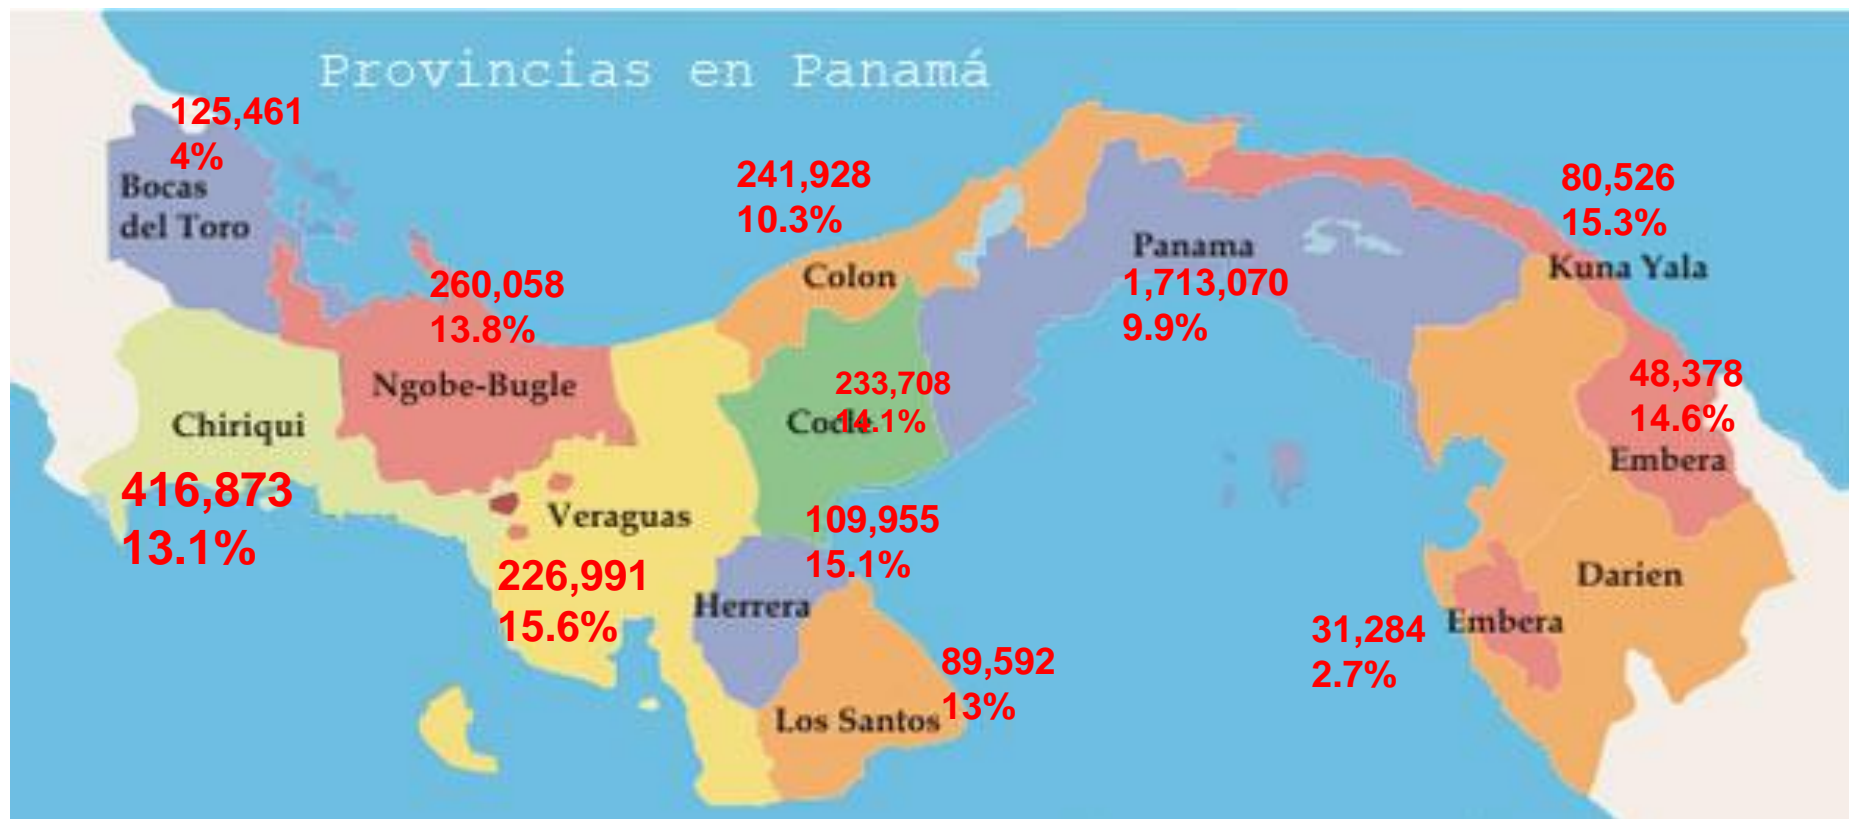 Provincias en Panamá
125,461
4%
Bocas
del Toro
241,928
10.3%
Colon
80,526
15.3%
Kuna Yala
Panama
1,713,070
9.9%
260,058
13.8%
Ngobe-Bugle
233,708
14.1%
Cocle
48,378
14.6%
Embera
Chiriqui
416,873
13.1%
Veraguas
226,991
15.6%
109,955
15.1%
Herrera
Darien
31,284
2.7%
Embera
89,592
13%
Los Santos